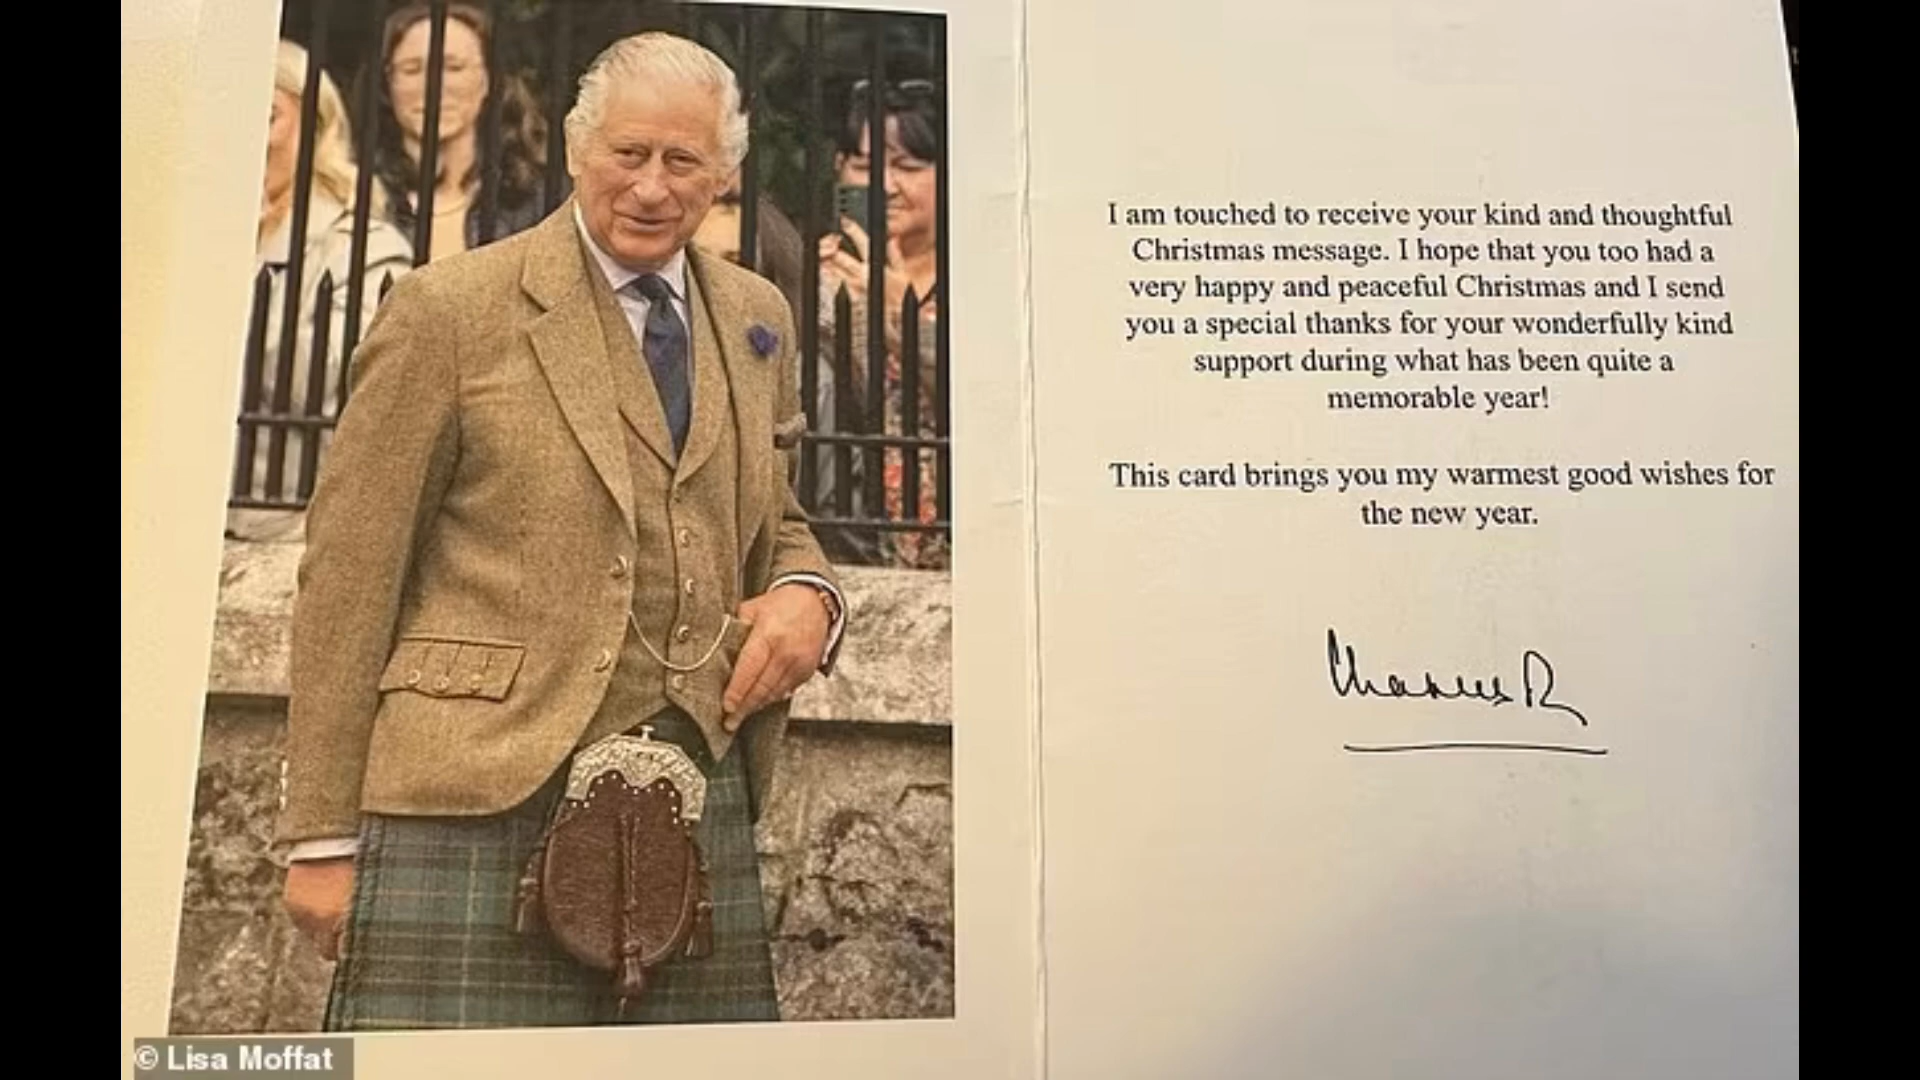 I am touched to receive your kind and thoughtful
Christmas message. I hope that you too had a
very happy and peaceful Christmas and I send
you a special thanks for your wonderfully kind
support during what has been quite a
memorable year!
This card brings you my warmest good wishes for
the new year.
Charles R
© Lisa Moffat